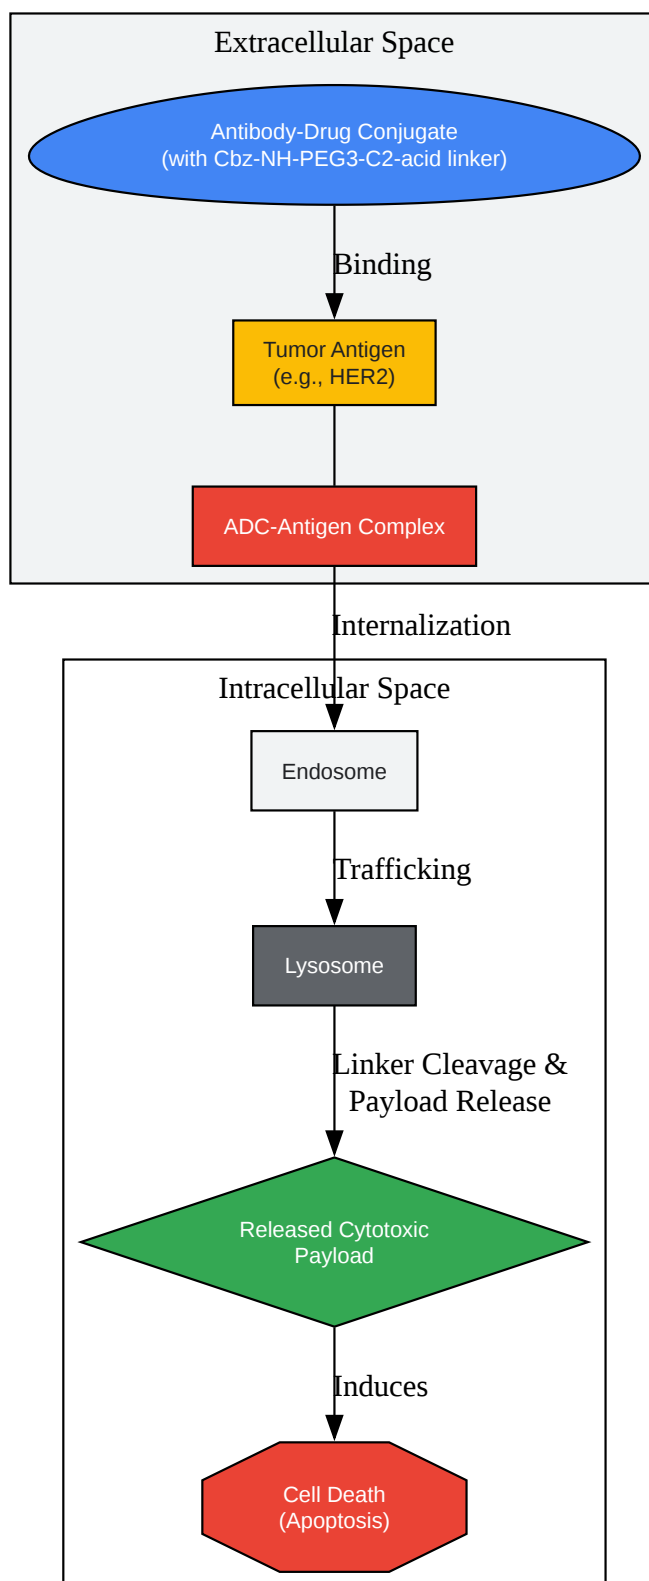 Extracellular Space
Antibody-Drug Conjugate
(with Cbz-NH-PEG3-C2-acid linker)
Binding
Tumor Antigen
(e.g., HER2)
ADC-Antigen Complex
Internalization
Intracellular Space
Endosome
Trafficking
Lysosome
Linker Cleavage &
Payload Release
Released Cytotoxic
Payload
Induces
Cell Death
(Apoptosis)